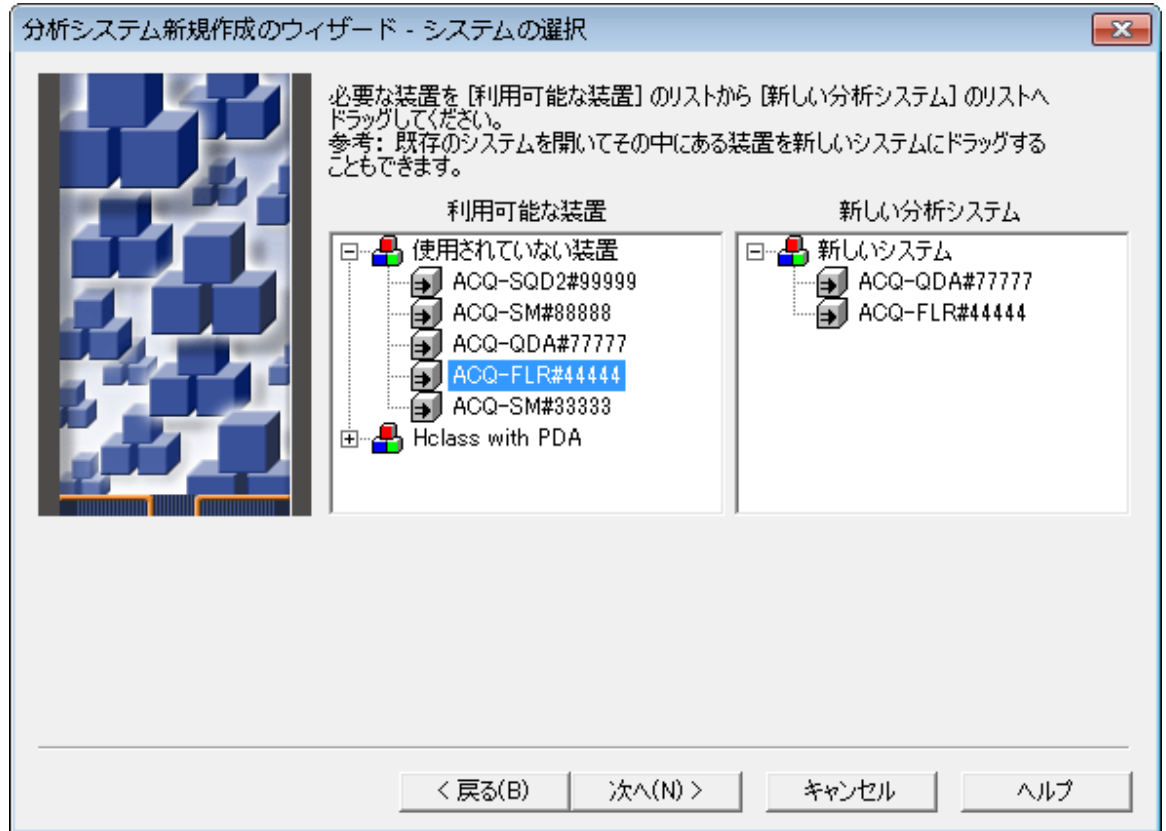 分析システム新規作成のウィザード - システムの選択
必要な装置を [利用可能な装置] のリストから [新しい分析システム] のリストへ
ドラッグしてください。
参考: 既存のシステムを開いてその中にある装置を新しいシステムにドラッグする
こともできます。
利用可能な装置
使用されていない装置
ACQ-SQD2#99999
ACQ-SM#88888
ACQ-QDA#77777
ACQ-FLR#44444
ACQ-SM#33333
Hclass with PDA
新しい分析システム
新しいシステム
ACQ-QDA#77777
ACQ-FLR#44444
< 戻る(B)
次へ(N) >
キャンセル
ヘルプ